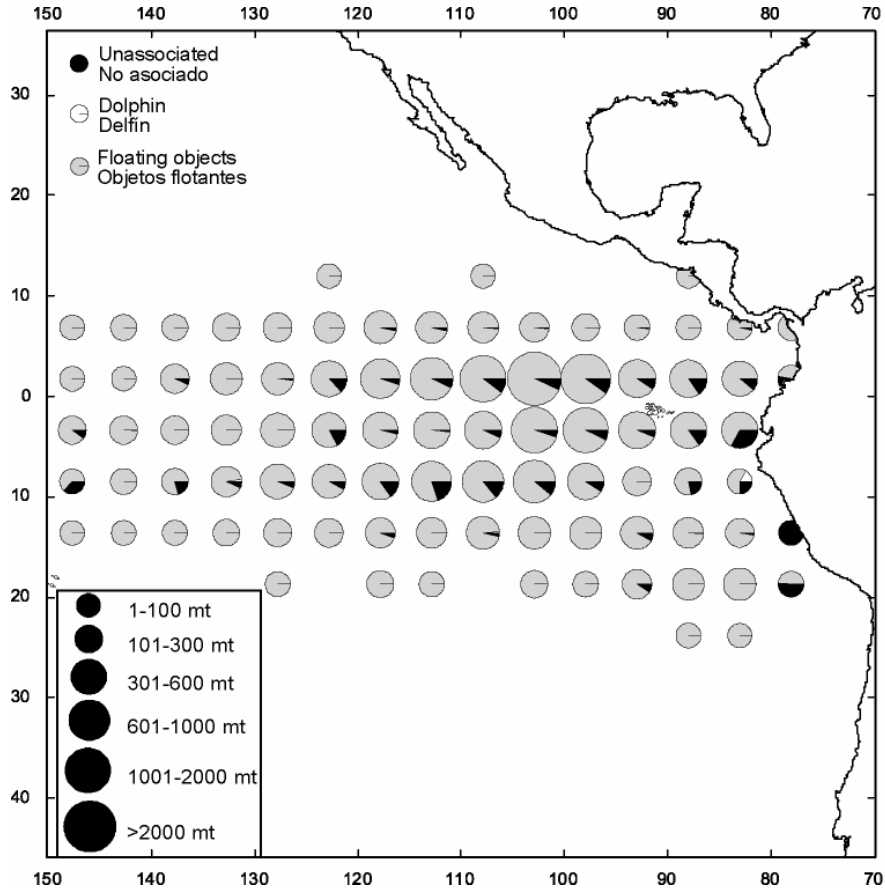 150 140 130 120 110 100 90 80 70
Unassociated
No asociado
Dolphin
Delfín
Floating objects
Objetos flotantes
30
20
10
0
10
20
30
40
1-100 mt
101-300 mt
301-600 mt
601-1000 mt
1001-2000 mt
>2000 mt
150 140 130 120 110 100 90 80 70